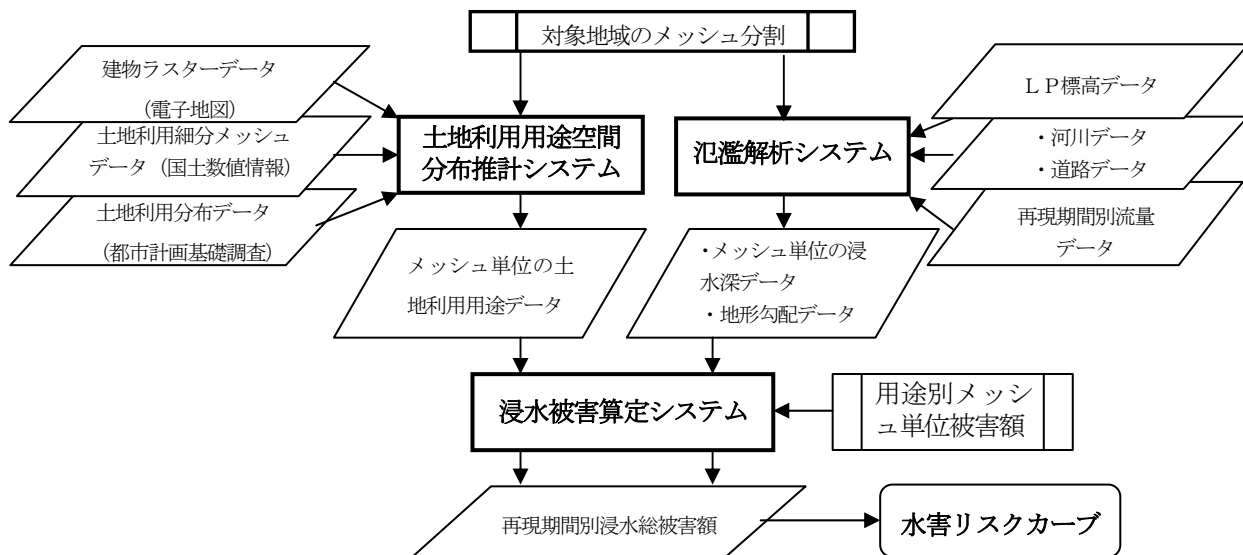 対象地域のメッシュ分割
建物ラスターデータ
(電子地図)
土地利用細分メッシュ
データ（国土数値情報）
土地利用分布データ
(都市計画基礎調査)
土地利用用途空間
分布推計システム
氾濫解析システム
ＬＰ標高データ
・河川データ
・道路データ
再現期間別流量
データ
メッシュ単位の土
地利用用途データ
・メッシュ単位の浸
水深データ
・地形勾配データ
浸水被害算定システム
用途別メッシ
ュ単位被害額
再現期間別浸水総被害額
水害リスクカーブ